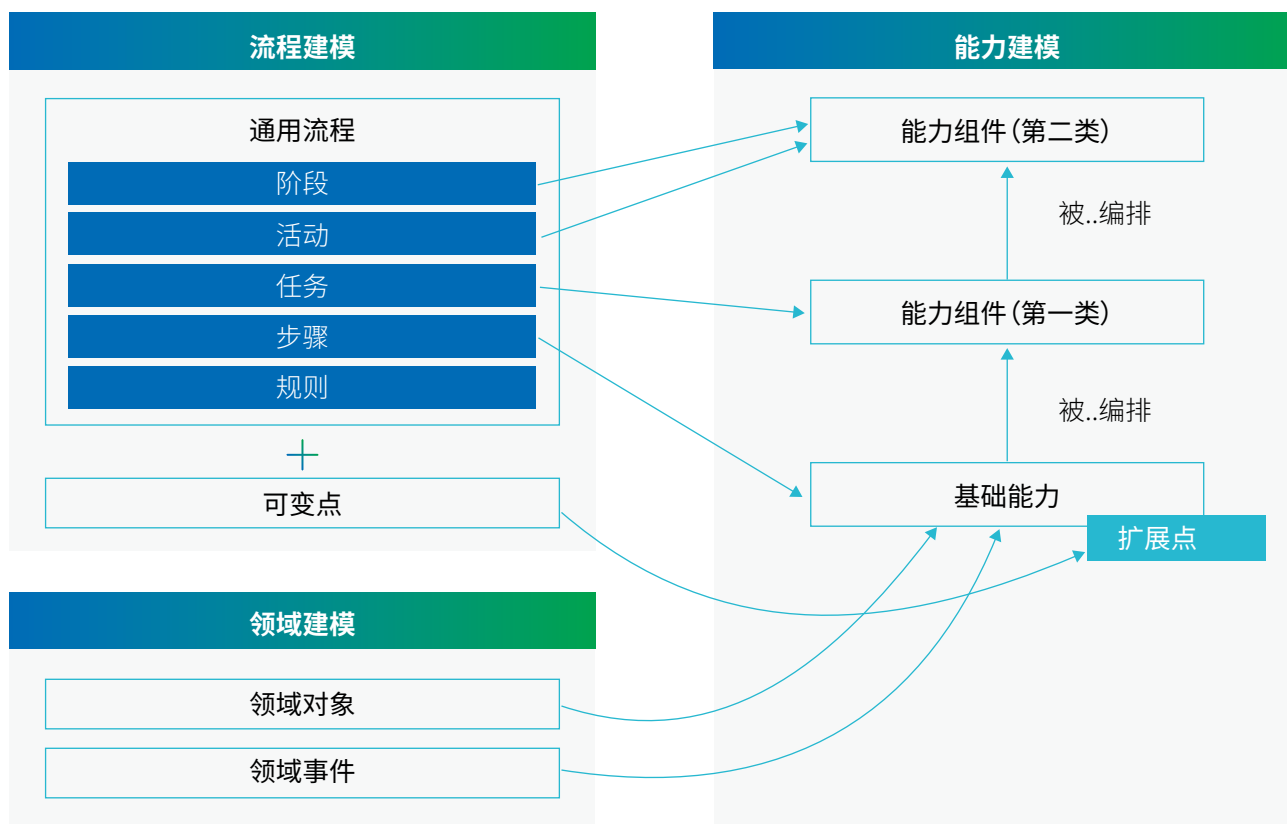 流程建模
通用流程
阶段
活动
任务
步骤
规则
可变点
领域建模
领域对象
领域事件
能力建模
能力组件(第二类)
被..编排
能力组件(第一类)
被..编排
基础能力
扩展点